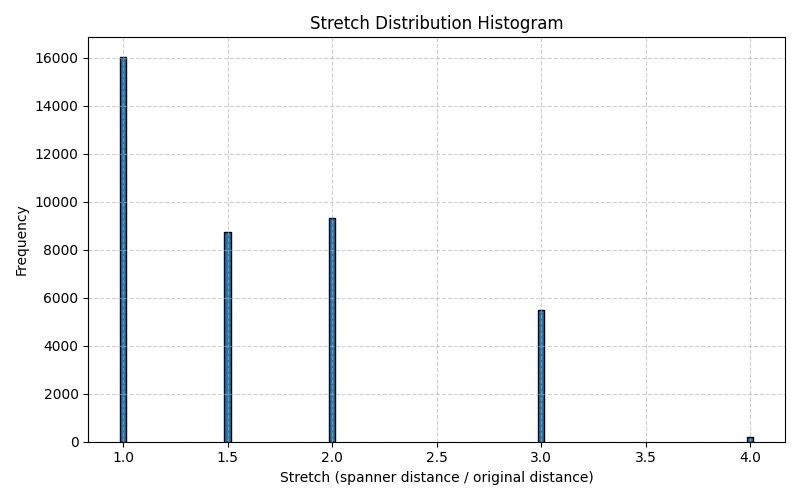 Stretch Distribution Histogram
Frequency
16000
14000
12000
10000
8000
6000
4000
2000
0
1.0 1.5 2.0 2.5 3.0 3.5 4.0
Stretch (spanner distance / original distance)